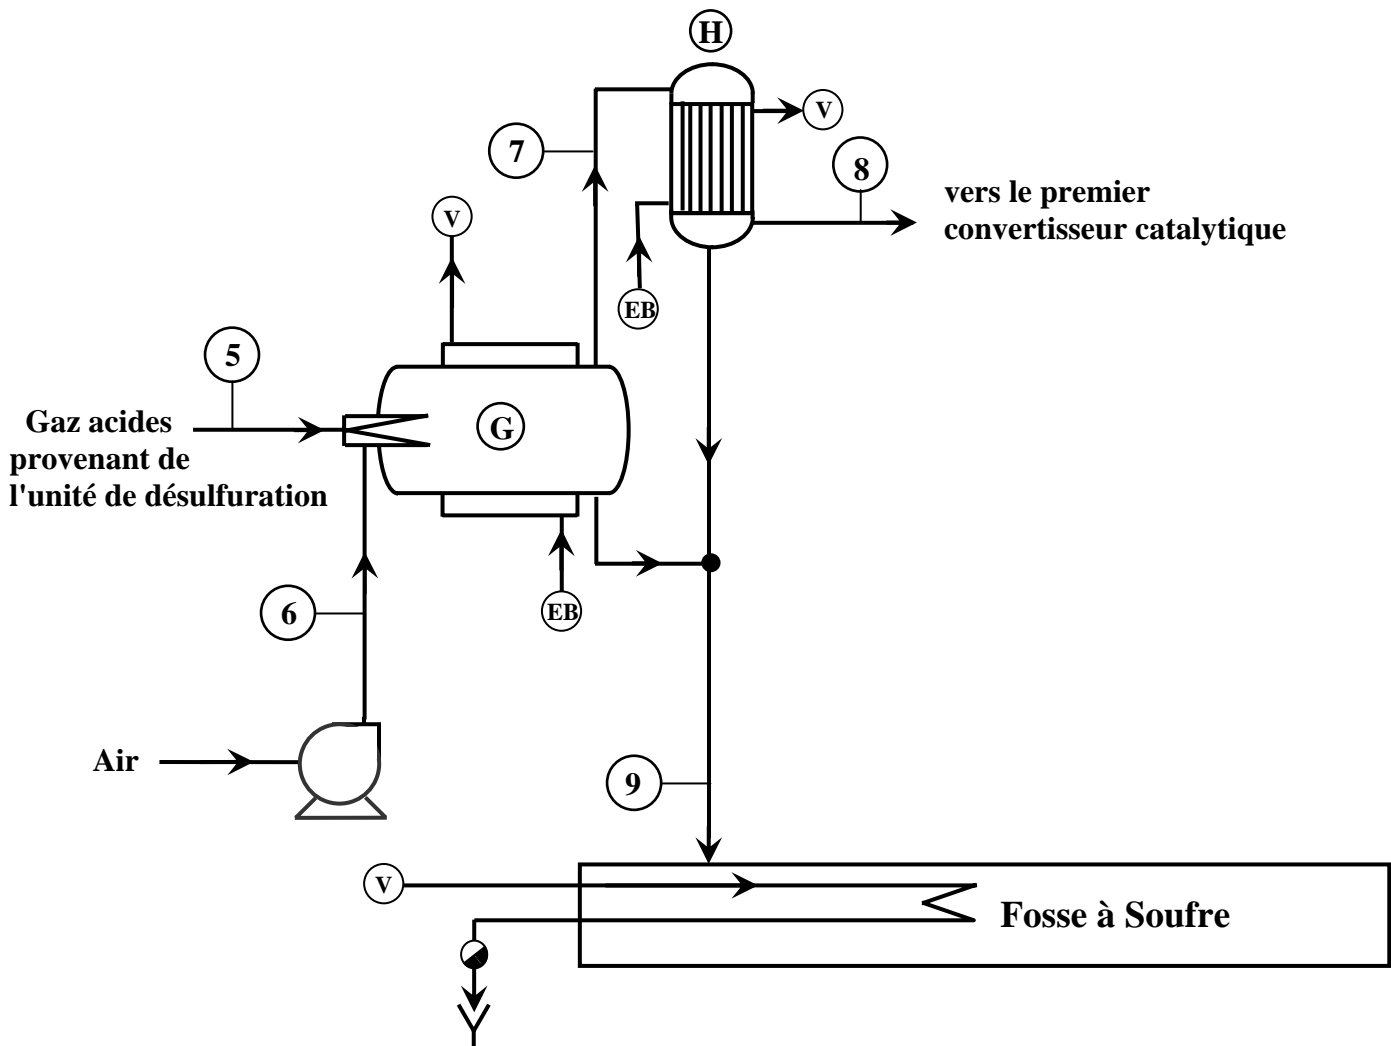 H
V
7
8
vers le premier
convertisseur catalytique
V
EB
5
Gaz acides
provenant de
l'unité de désulfuration
G
6
EB
Air
9
V
Fosse à Soufre